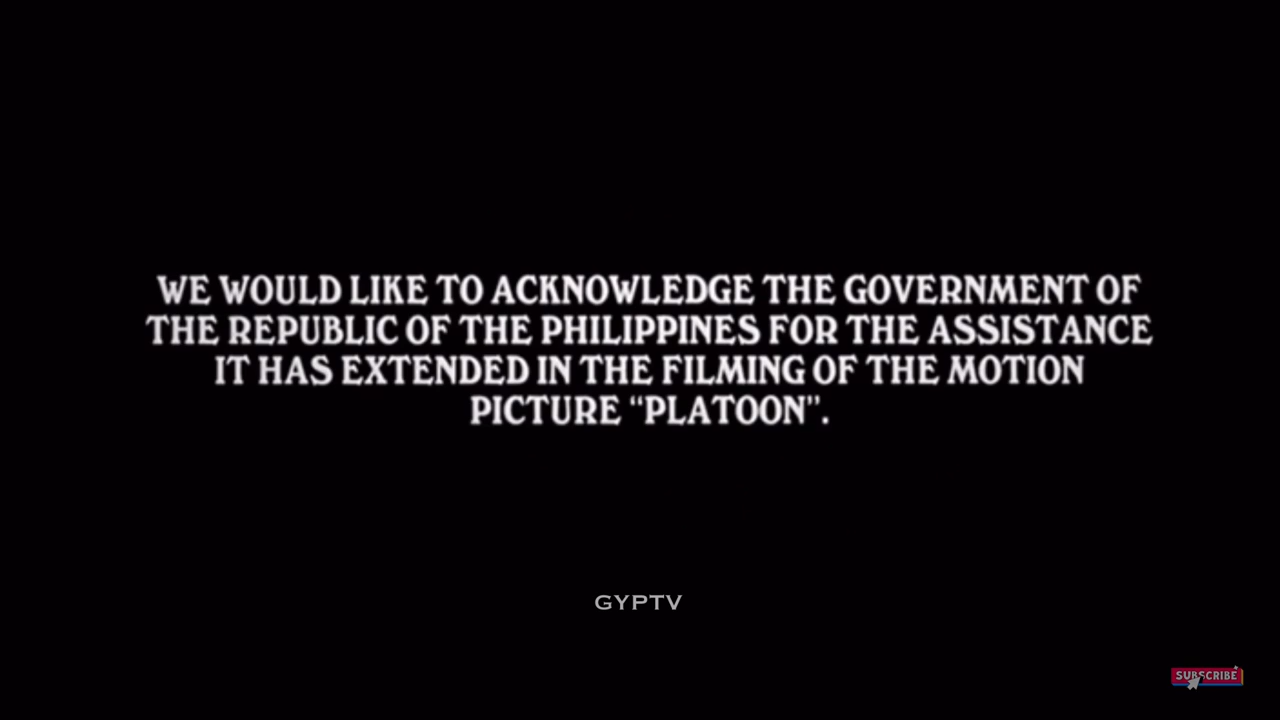 WE WOULD LIKE TO ACKNOWLEDGE THE GOVERNMENT OF
THE REPUBLIC OF THE PHILIPPINES FOR THE ASSISTANCE
IT HAS EXTENDED IN THE FILMING OF THE MOTION
PICTURE “PLATOON”.
GYPTV
SUBSCRIBE